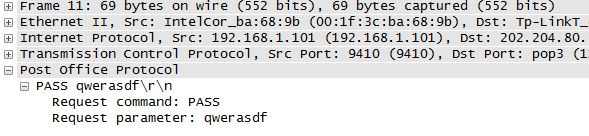 Frame 11: 69 bytes on wire (552 bits), 69 bytes captured (552 bits)
Ethernet II, Src: IntelCor_ba:68:9b (00:1f:3c:ba:68:9b), Dst: Tp-LinkT_
Internet Protocol, Src: 192.168.1.101 (192.168.1.101), Dst: 202.204.80.
Transmission Control Protocol, Src Port: 9410 (9410), Dst Port: pop3 (1
Post Office Protocol
PASS qwerasdf\r\n
Request command: PASS
Request parameter: qwerasdf